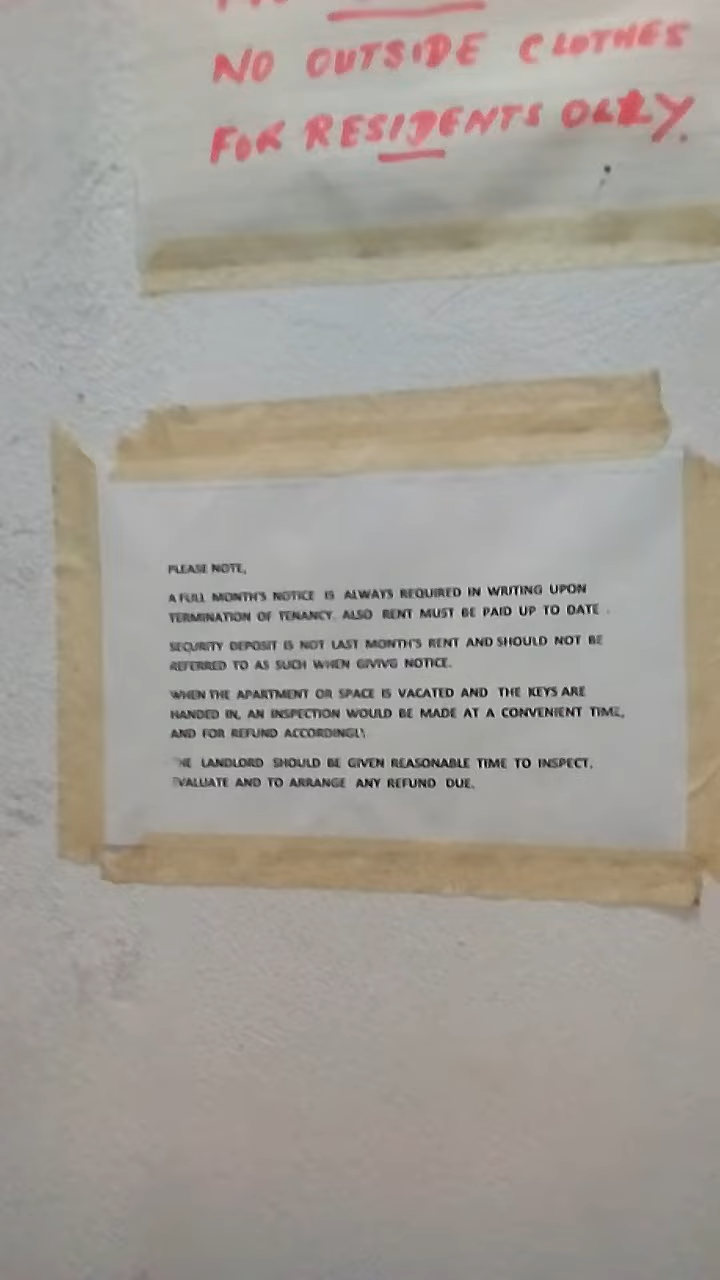 NO OUTSIDE CLOTHES
FOR RESIDENTS ONLY.
PLEASE NOTE,
A FULL MONTH'S NOTICE IS ALWAYS REQUIRED IN WRITING UPON
TERMINATION OF TENANCY. ALSO RENT MUST BE PAID UP TO DATE .
SECURITY DEPOSIT IS NOT LAST MONTH'S RENT AND SHOULD NOT BE
REFERRED TO AS SUCH WHEN GIVIVG NOTICE.
WHEN THE APARTMENT OR SPACE IS VACATED AND THE KEYS ARE
HANDED IN, AN INSPECTION WOULD BE MADE AT A CONVENIENT TIME,
AND FOR REFUND ACCORDINGLY
THE LANDLORD SHOULD BE GIVEN REASONABLE TIME TO INSPECT,
EVALUATE AND TO ARRANGE ANY REFUND DUE.